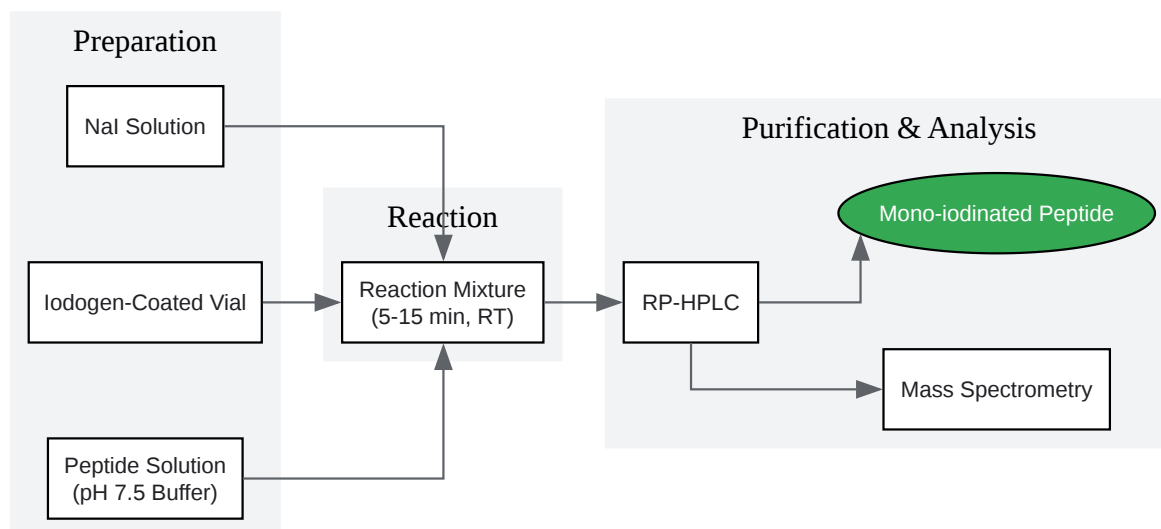 Preparation
NaI Solution
Iodogen-Coated Vial
Peptide Solution
(pH 7.5 Buffer)
Reaction
Reaction Mixture
(5-15 min, RT)
Purification & Analysis
Mono-iodinated Peptide
RP-HPLC
Mass Spectrometry